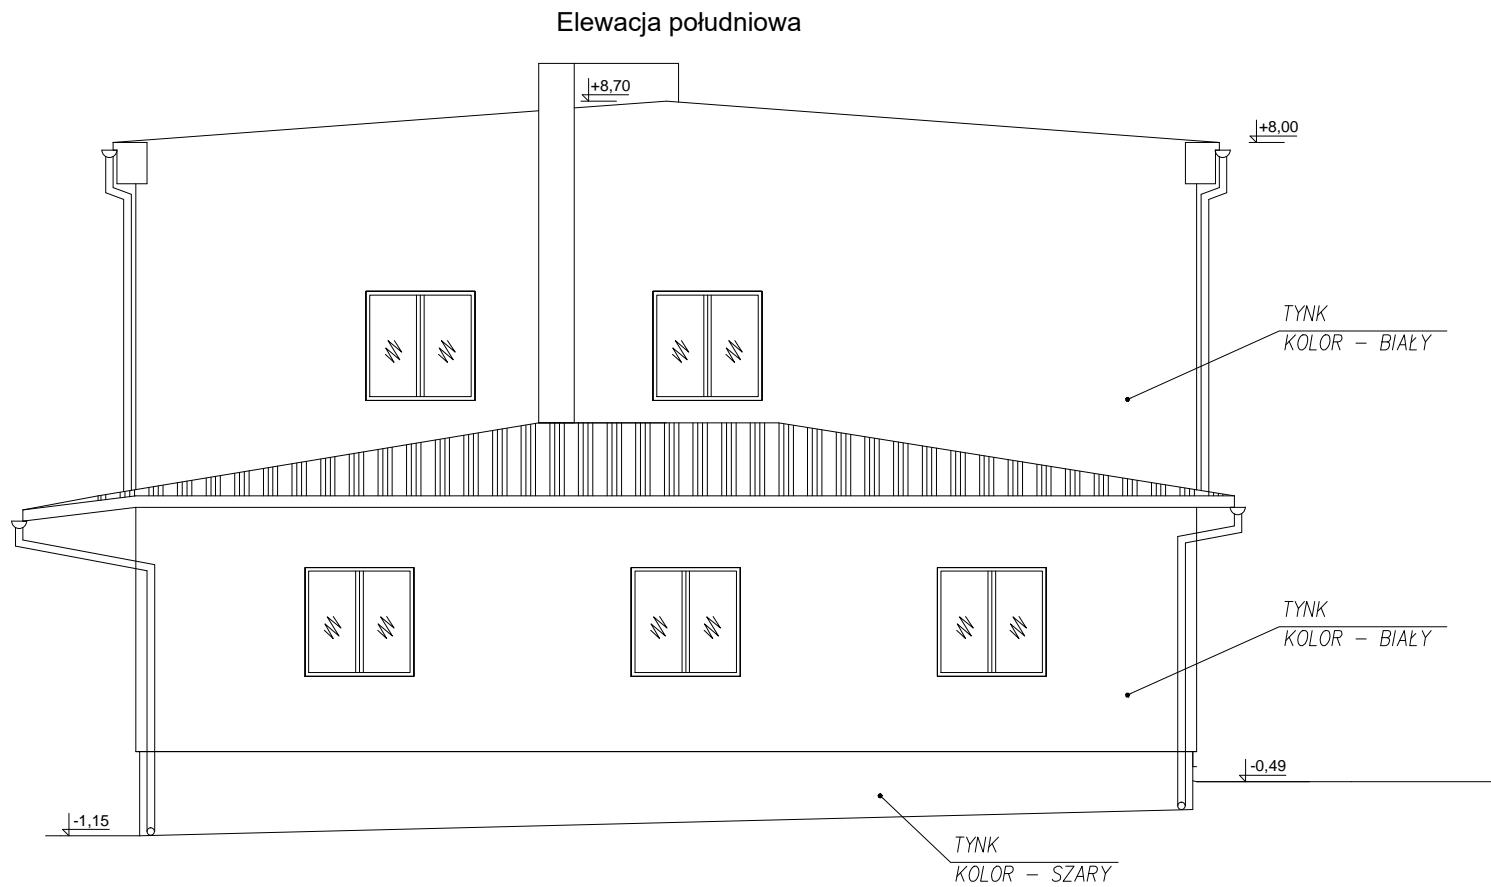 Elewacja południowa
+8,70
+8,00
TYNK
KOLOR – BIAŁY
TYNK
KOLOR – BIAŁY
-0,49
-1,15
TYNK
KOLOR – SZARY